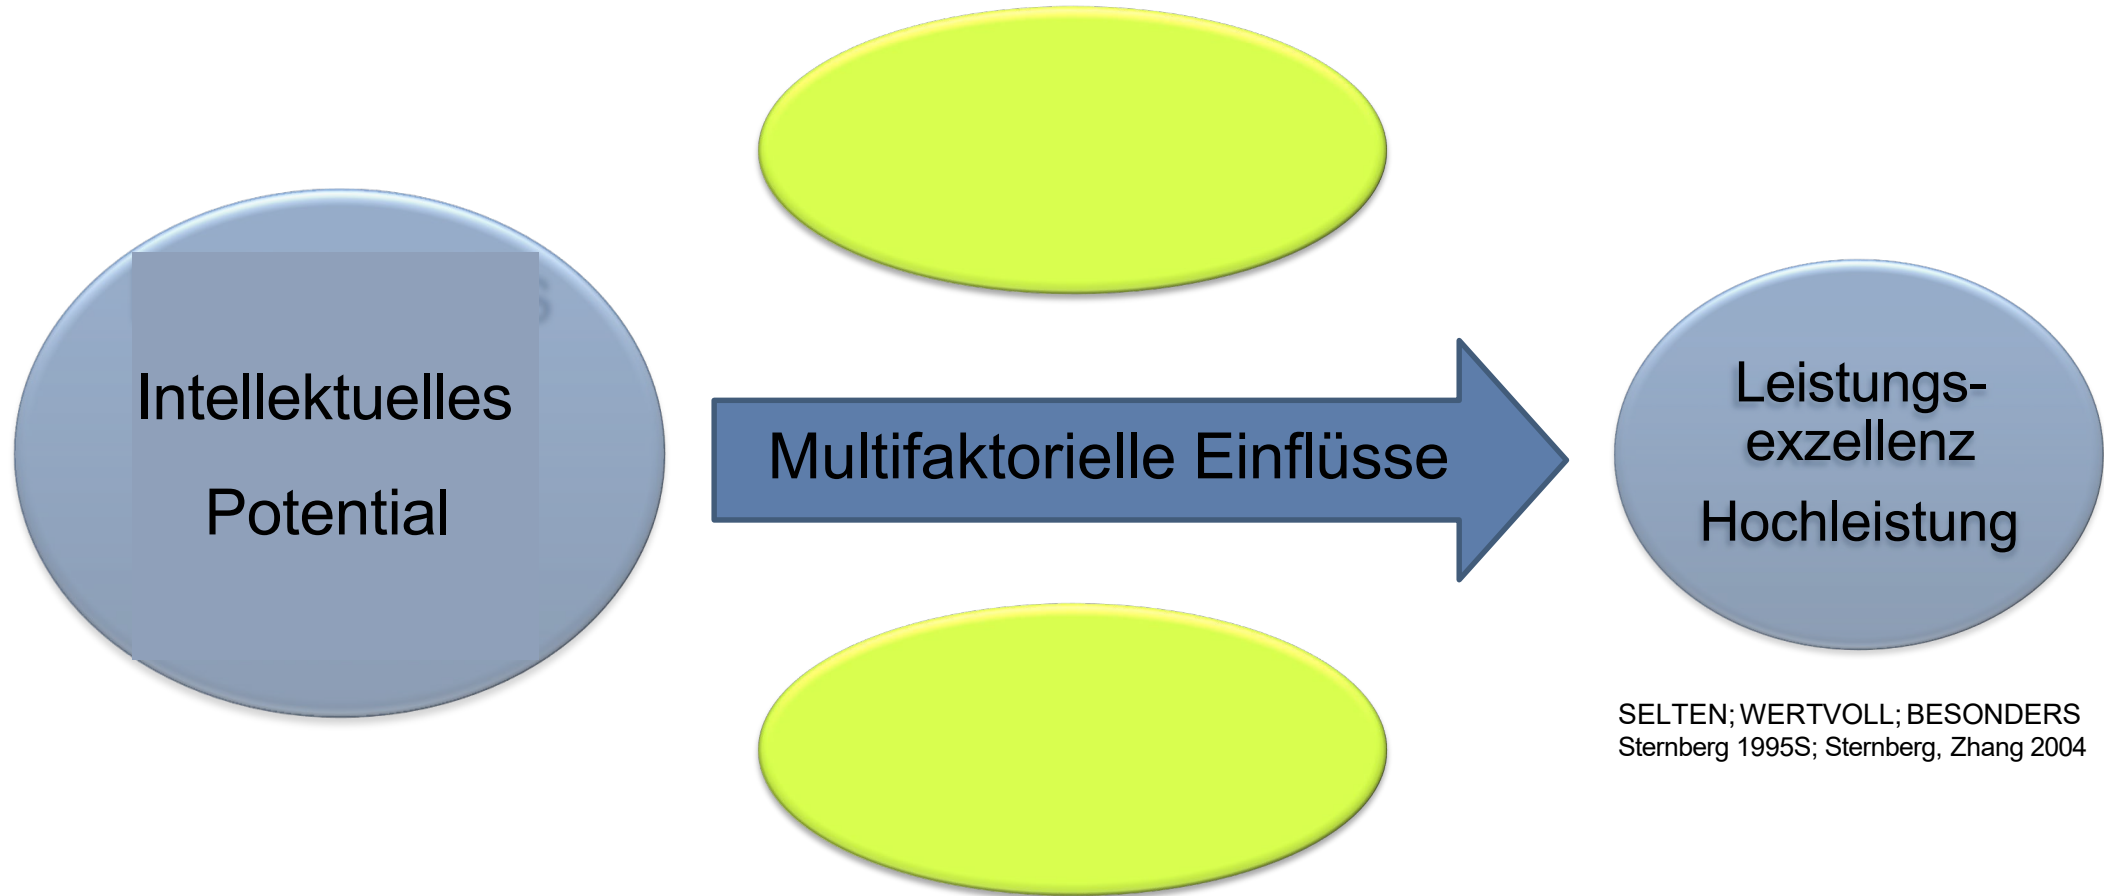 Intellektuelles
Potential
Multifaktorielle Einflüsse
Leistungs-
exzellenz
Hochleistung
SELTEN; WERTVOLL; BESONDERS
Sternberg 1995S; Sternberg, Zhang 2004